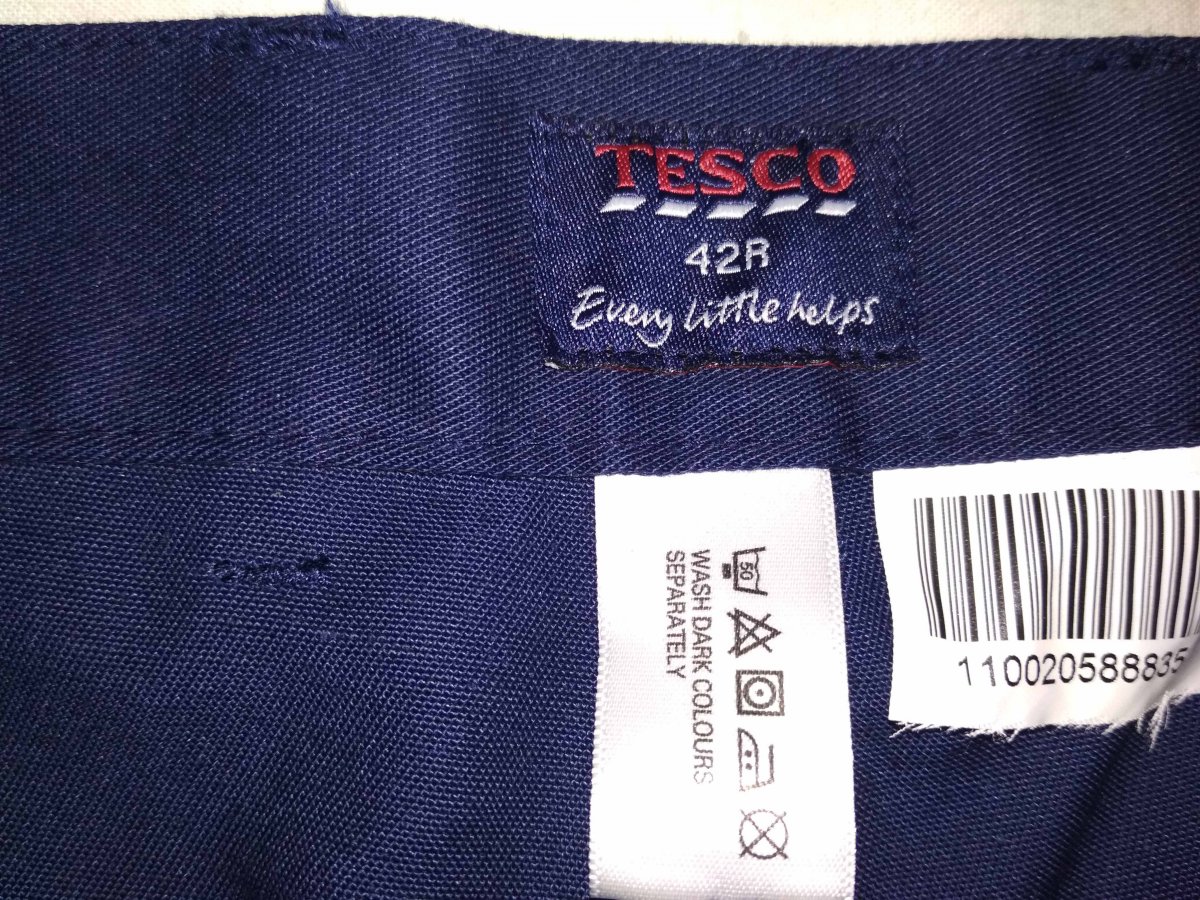 TESCO
42R
Every little helps
50
WASH DARK COLOURS
SEPARATELY
110020588835